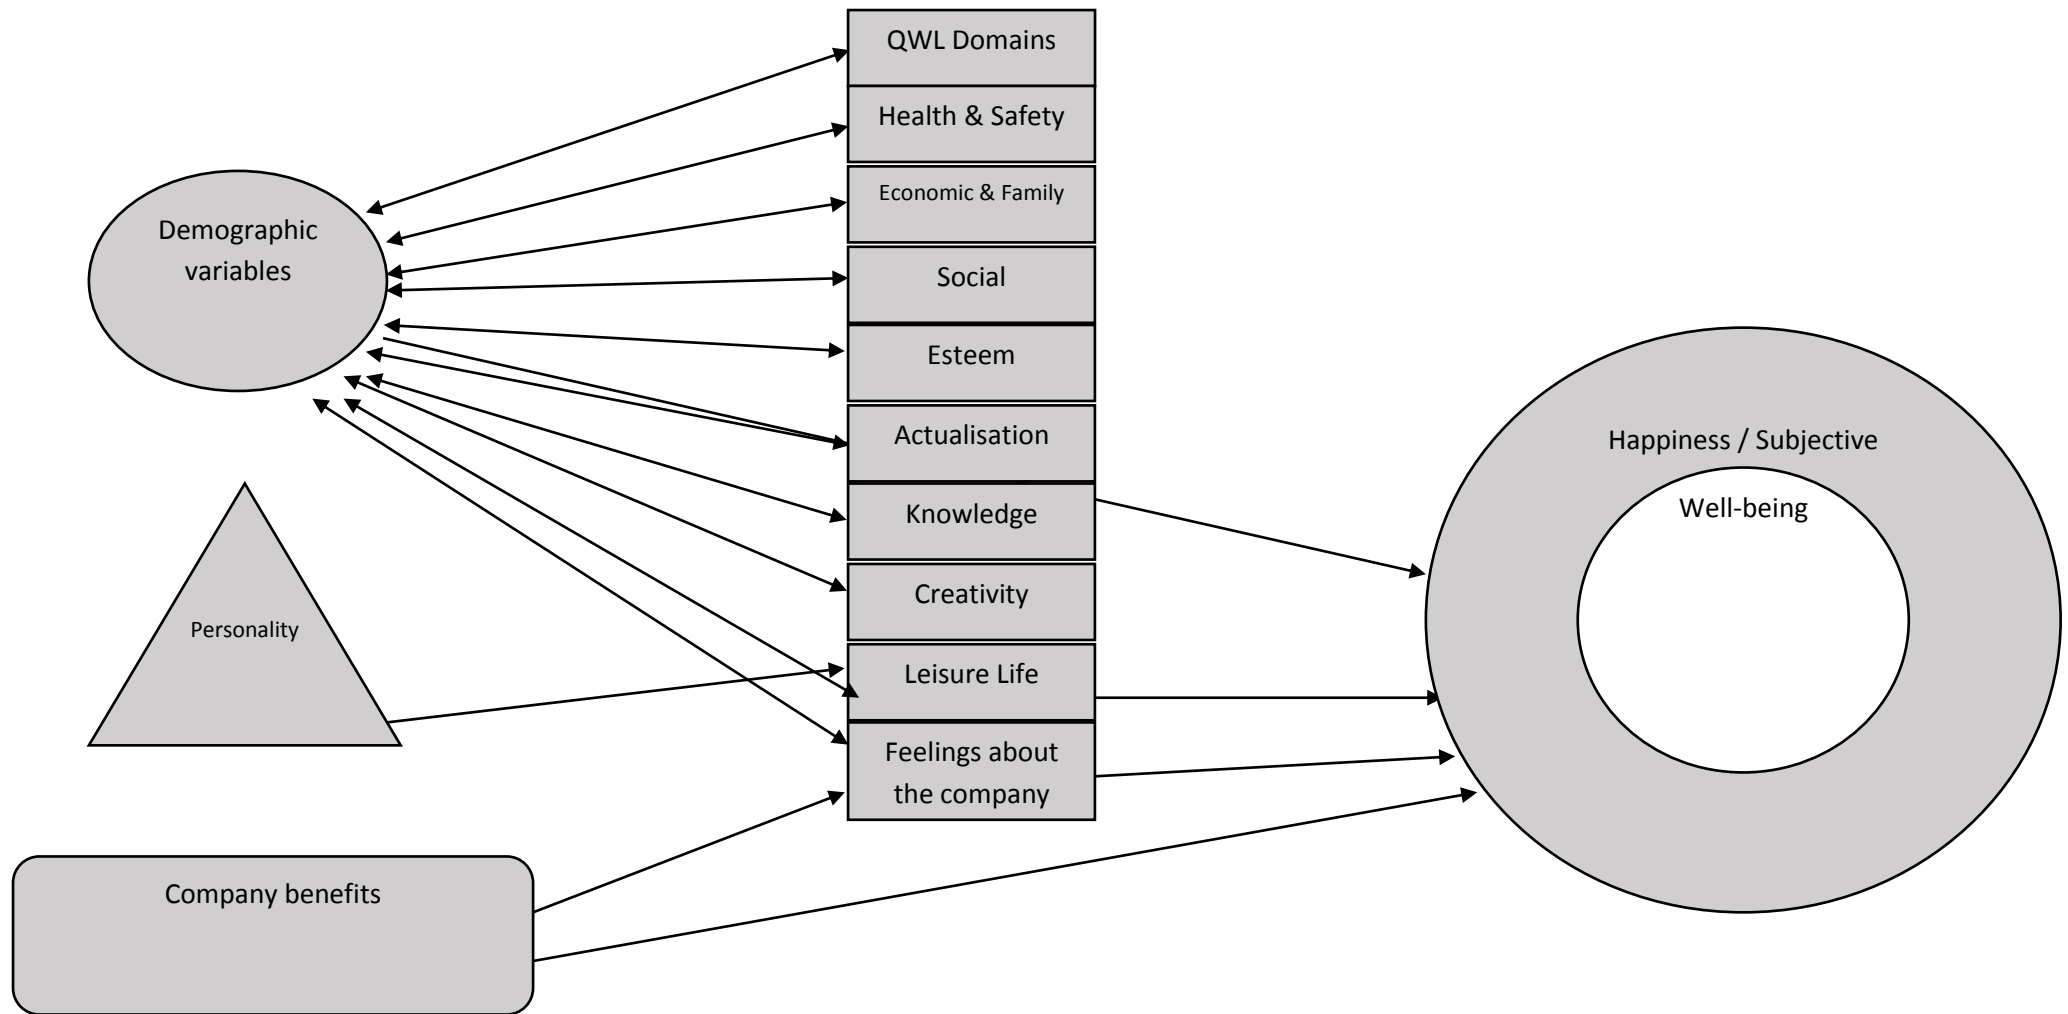 QWL Domains
Health & Safety
Economic & Family
Social
Esteem
Actualisation
Knowledge
Creativity
Leisure Life
Feelings about
the company
Demographic
variables
Personality
Company benefits
Happiness / Subjective
Well-being